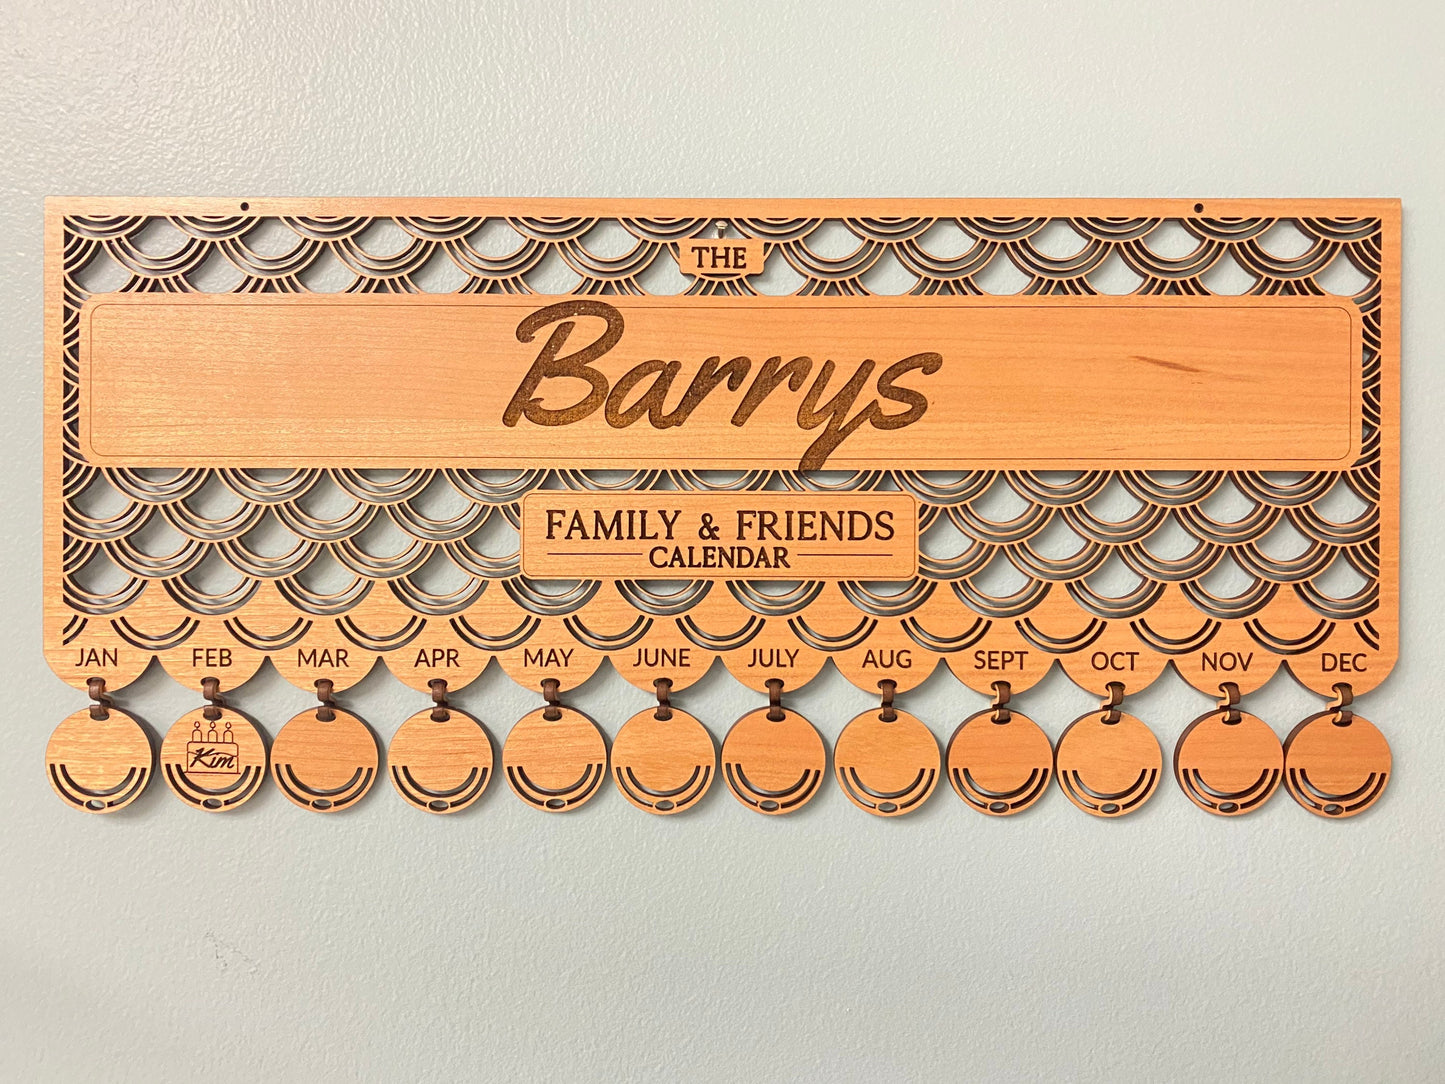 THE
Barrys
FAMILY & FRIENDS
CALENDAR
JAN FEB MAR APR MAY JUNE JULY AUG SEPT OCT NOV DEC
Kim